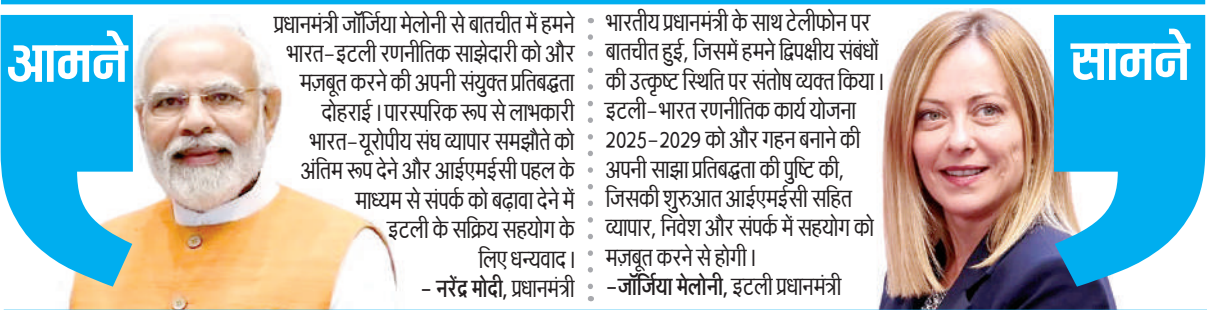 आमने
प्रधानमंत्री जॉर्जिया मेलोनी से बातचीत में हमने
भारत-इटली रणनीतिक साझेदारी को और
मज़बूत करने की अपनी संयुक्त प्रतिबद्धता
दोहराई। पारस्परिक रूप से लाभकारी
भारत-यूरोपीय संघ व्यापार समझौते को
अंतिम रूप देने और आईएमईसी पहल के
माध्यम से संपर्क को बढ़ावा देने में
इटली के सक्रिय सहयोग के
लिए धन्यवाद।
- नरेंद्र मोदी, प्रधानमंत्री
भारतीय प्रधानमंत्री के साथ टेलीफोन पर
बातचीत हुई, जिसमें हमने द्विपक्षीय संबंधों
की उत्कृष्ट स्थिति पर संतोष व्यक्त किया।
इटली-भारत रणनीतिक कार्य योजना
2025-2029 को और गहन बनाने की
अपनी साझा प्रतिबद्धता की पुष्टि की,
जिसकी शुरुआत आईएमईसी सहित
व्यापार, निवेश और संपर्क में सहयोग को
मज़बूत करने से होगी।
-जॉर्जिया मेलोनी, इटली प्रधानमंत्री
सामने